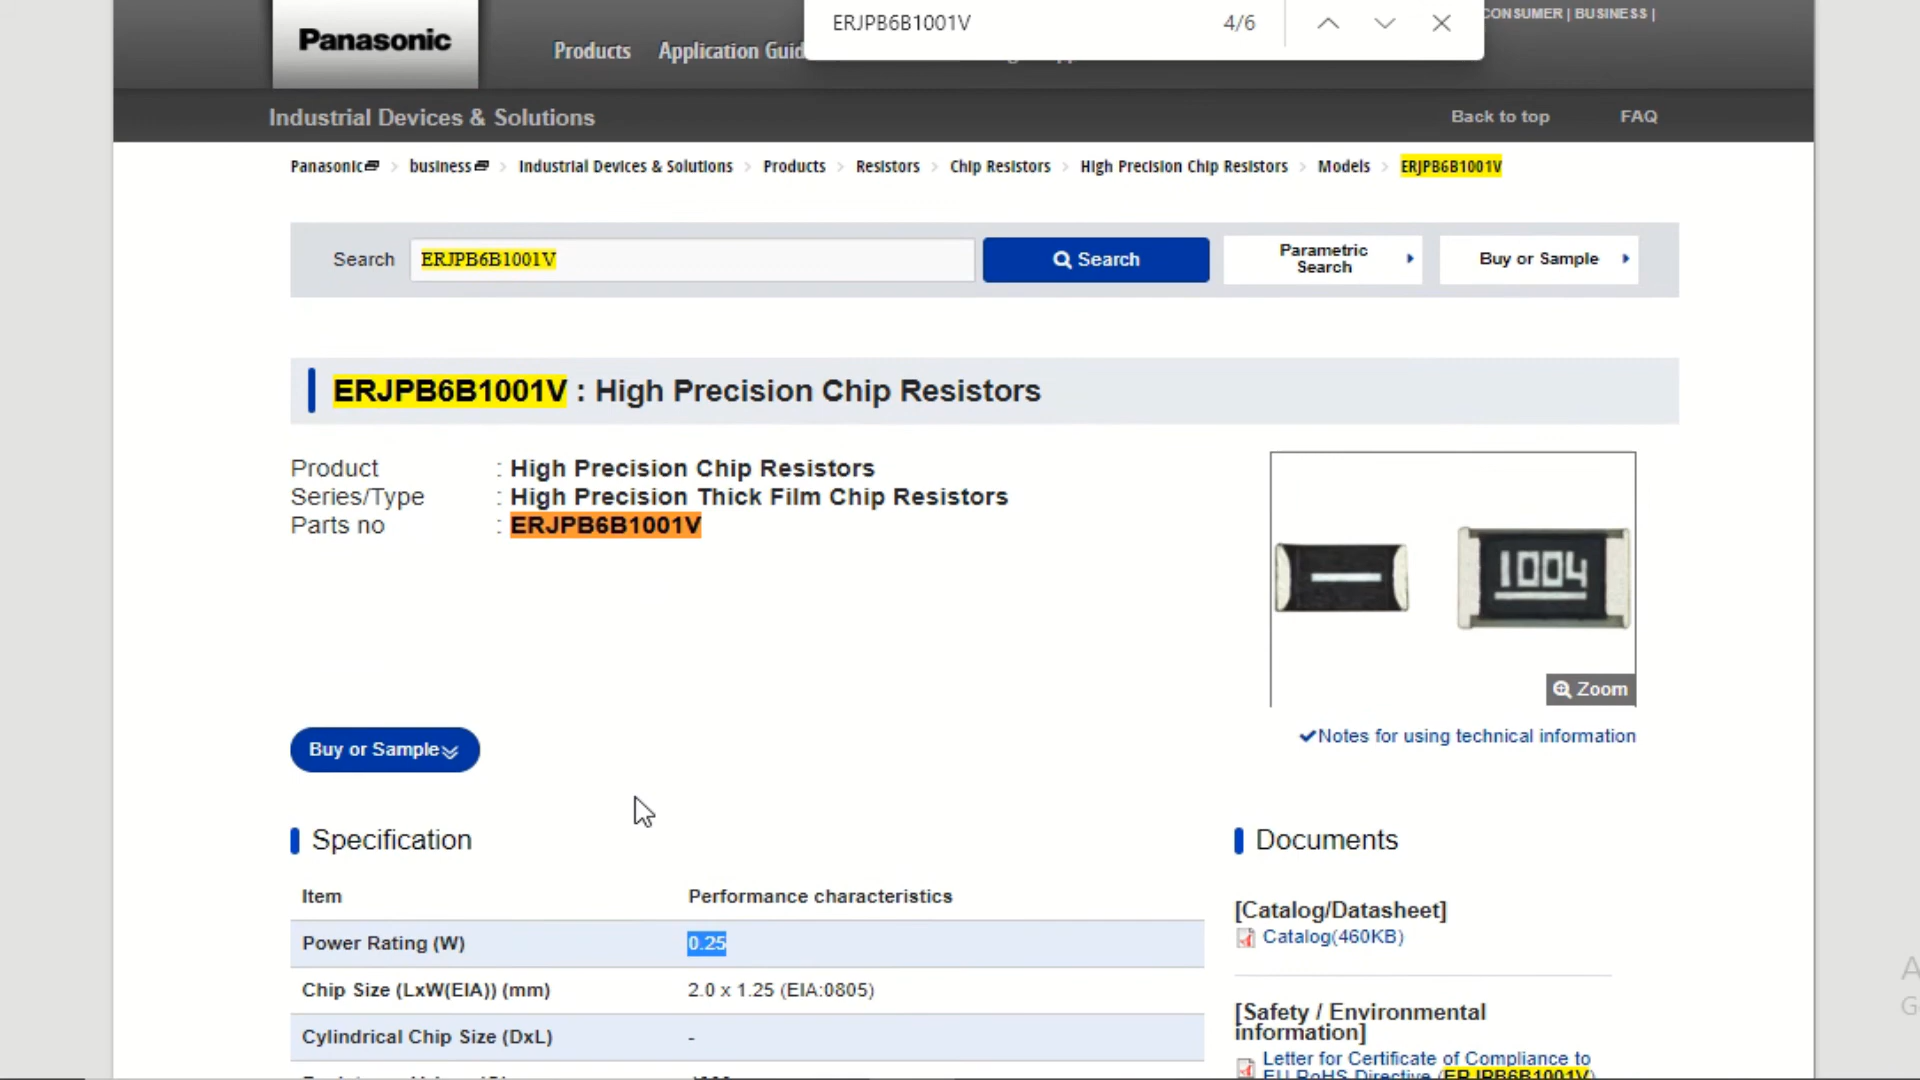 ERJPB6B1001V 4/6
CONSUMER | BUSINESS |
Panasonic
Products Application Guid
Industrial Devices & Solutions Back to top FAQ
Panasonic > business > Industrial Devices & Solutions > Products > Resistors > Chip Resistors > High Precision Chip Resistors > Models > ERJPB6B1001V
Search ERJPB6B1001V Search Parametric Search Buy or Sample
ERJPB6B1001V : High Precision Chip Resistors
Product : High Precision Chip Resistors
Series/Type : High Precision Thick Film Chip Resistors
Parts no : ERJPB6B1001V
1004
Zoom
Notes for using technical information
Buy or Sample
Specification
Item Performance characteristics
Power Rating (W) 0.25
Chip Size (LxW(EIA)) (mm) 2.0 x 1.25 (EIA:0805)
Cylindrical Chip Size (DxL) -
Documents
[Catalog/Datasheet]
Catalog(460KB)
[Safety / Environmental
information]
Letter for Certificate of Compliance to
EU RoHS Directive (ERJPB6B1001V)